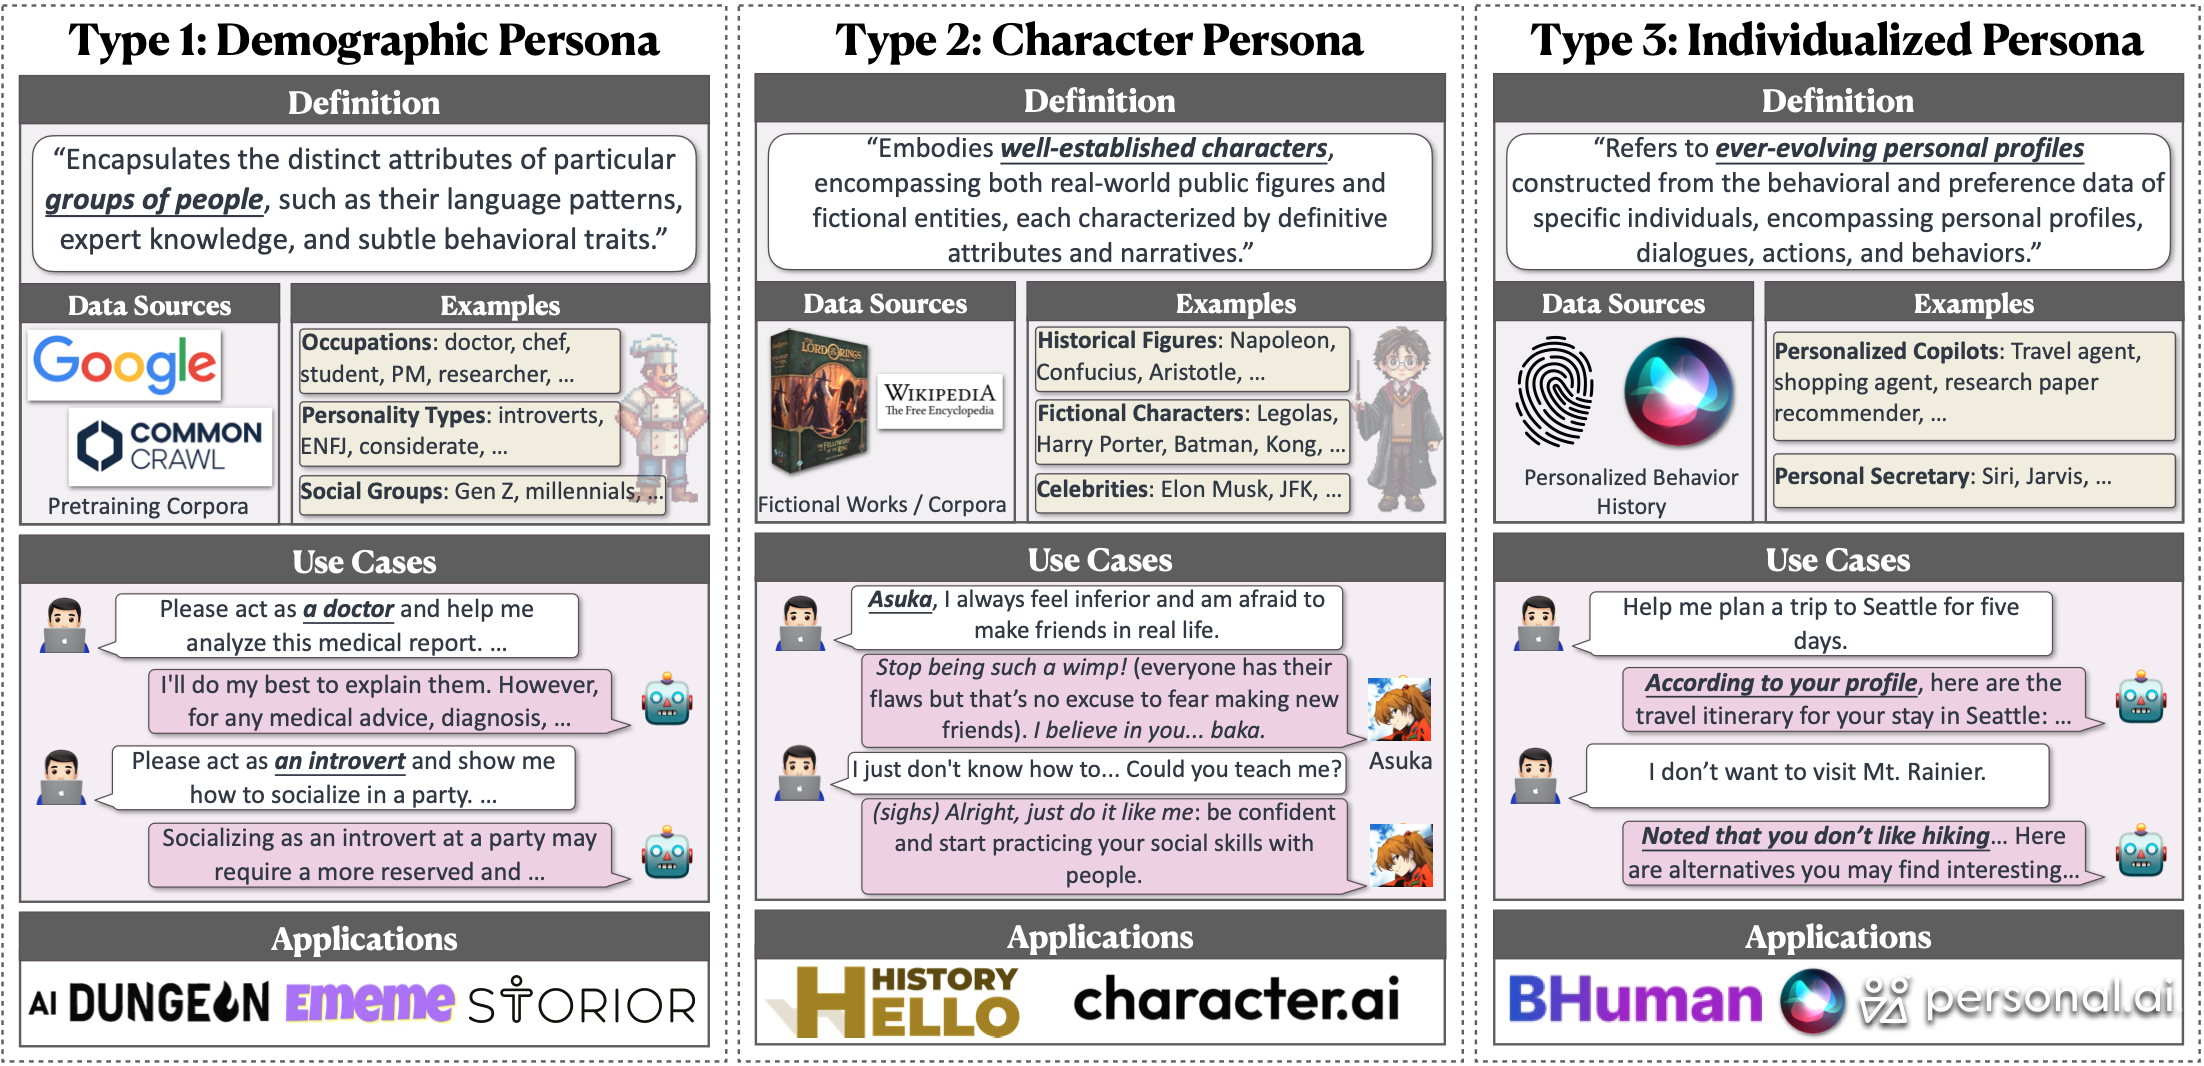 Type 1: Demographic Persona
Definition
“Encapsulates the distinct attributes of particular
groups of people, such as their language patterns,
expert knowledge, and subtle behavioral traits.”
Data Sources
Google
COMMON
CRAWL
Pretraining Corpora
Examples
Occupations: doctor, chef,
student, PM, researcher, ...
Personality Types: introverts,
ENFJ, considerate, ...
Social Groups: Gen Z, millennials, ...
Use Cases
Please act as a doctor and help me
analyze this medical report. ...
I'll do my best to explain them. However,
for any medical advice, diagnosis, ...
Please act as an introvert and show me
how to socialize in a party. ...
Socializing as an introvert at a party may
require a more reserved and ...
Applications
AI DUNGEON
Ememe
STORIOR
Type 2: Character Persona
Definition
“Embodies well-established characters,
encompassing both real-world public figures and
fictional entities, each characterized by definitive
attributes and narratives.”
Data Sources
THE
LORD OF THE RINGS
THE FELLOWSHIP
OF THE RING
WIKIPEDIA
The Free Encyclopedia
Fictional Works / Corpora
Examples
Historical Figures: Napoleon,
Confucius, Aristotle, ...
Fictional Characters: Legolas,
Harry Porter, Batman, Kong, ...
Celebrities: Elon Musk, JFK, ...
Use Cases
Asuka, I always feel inferior and am afraid to
make friends in real life.
Stop being such a wimp! (everyone has their
flaws but that’s no excuse to fear making new
friends). I believe in you... baka.
Asuka
I just don't know how to... Could you teach me?
(sighs) Alright, just do it like me: be confident
and start practicing your social skills with
people.
Applications
HISTORY
HELLO
character.ai
Type 3: Individualized Persona
Definition
“Refers to ever-evolving personal profiles
constructed from the behavioral and preference data of
specific individuals, encompassing personal profiles,
dialogues, actions, and behaviors.”
Data Sources
Personalized Behavior
History
Examples
Personalized Copilots: Travel agent,
shopping agent, research paper
recommender, ...
Personal Secretary: Siri, Jarvis, ...
Use Cases
Help me plan a trip to Seattle for five
days.
According to your profile, here are the
travel itinerary for your stay in Seattle: ...
I don’t want to visit Mt. Rainier.
Noted that you don’t like hiking... Here
are alternatives you may find interesting...
Applications
BHuman
personal.ai